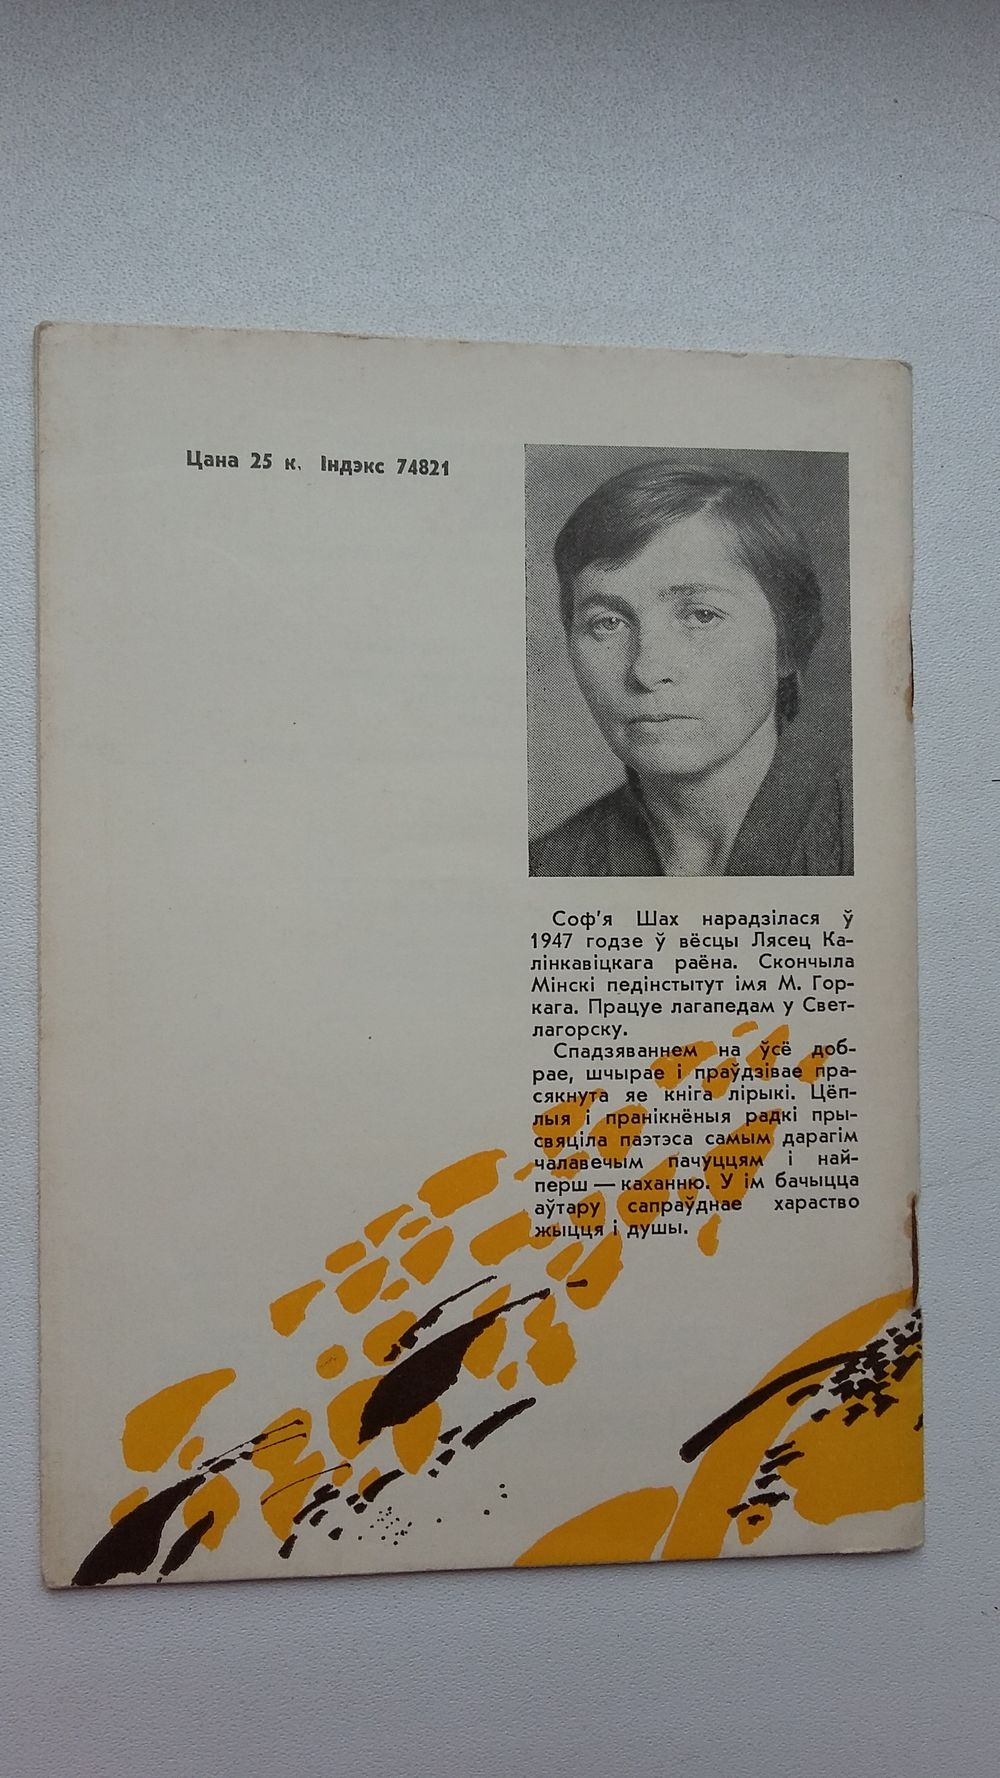 Цана 25 к. Індэкс 74821
Соф'я Шах нарадзілася ў
1947 годзе ў вёсцы Лясец Ка-
лінкавіцкага раёна. Скончыла
Мінскі педінстытут імя М. Гор-
кага. Працуе лагапедам у Свет-
лагорску.
Спадзяваннем на ўсё доб-
рае, шчырае і праўдзівае пра-
сякнута яе кніга лірыкі. Цёп-
лыя і пранікнёныя радкі пры-
свяціла паэтэса самым дарагім
чалавечым пачуццям і най-
перш — каханню. У ім бачыцца
аўтару сапраўднае хараство
жыцця і душы.